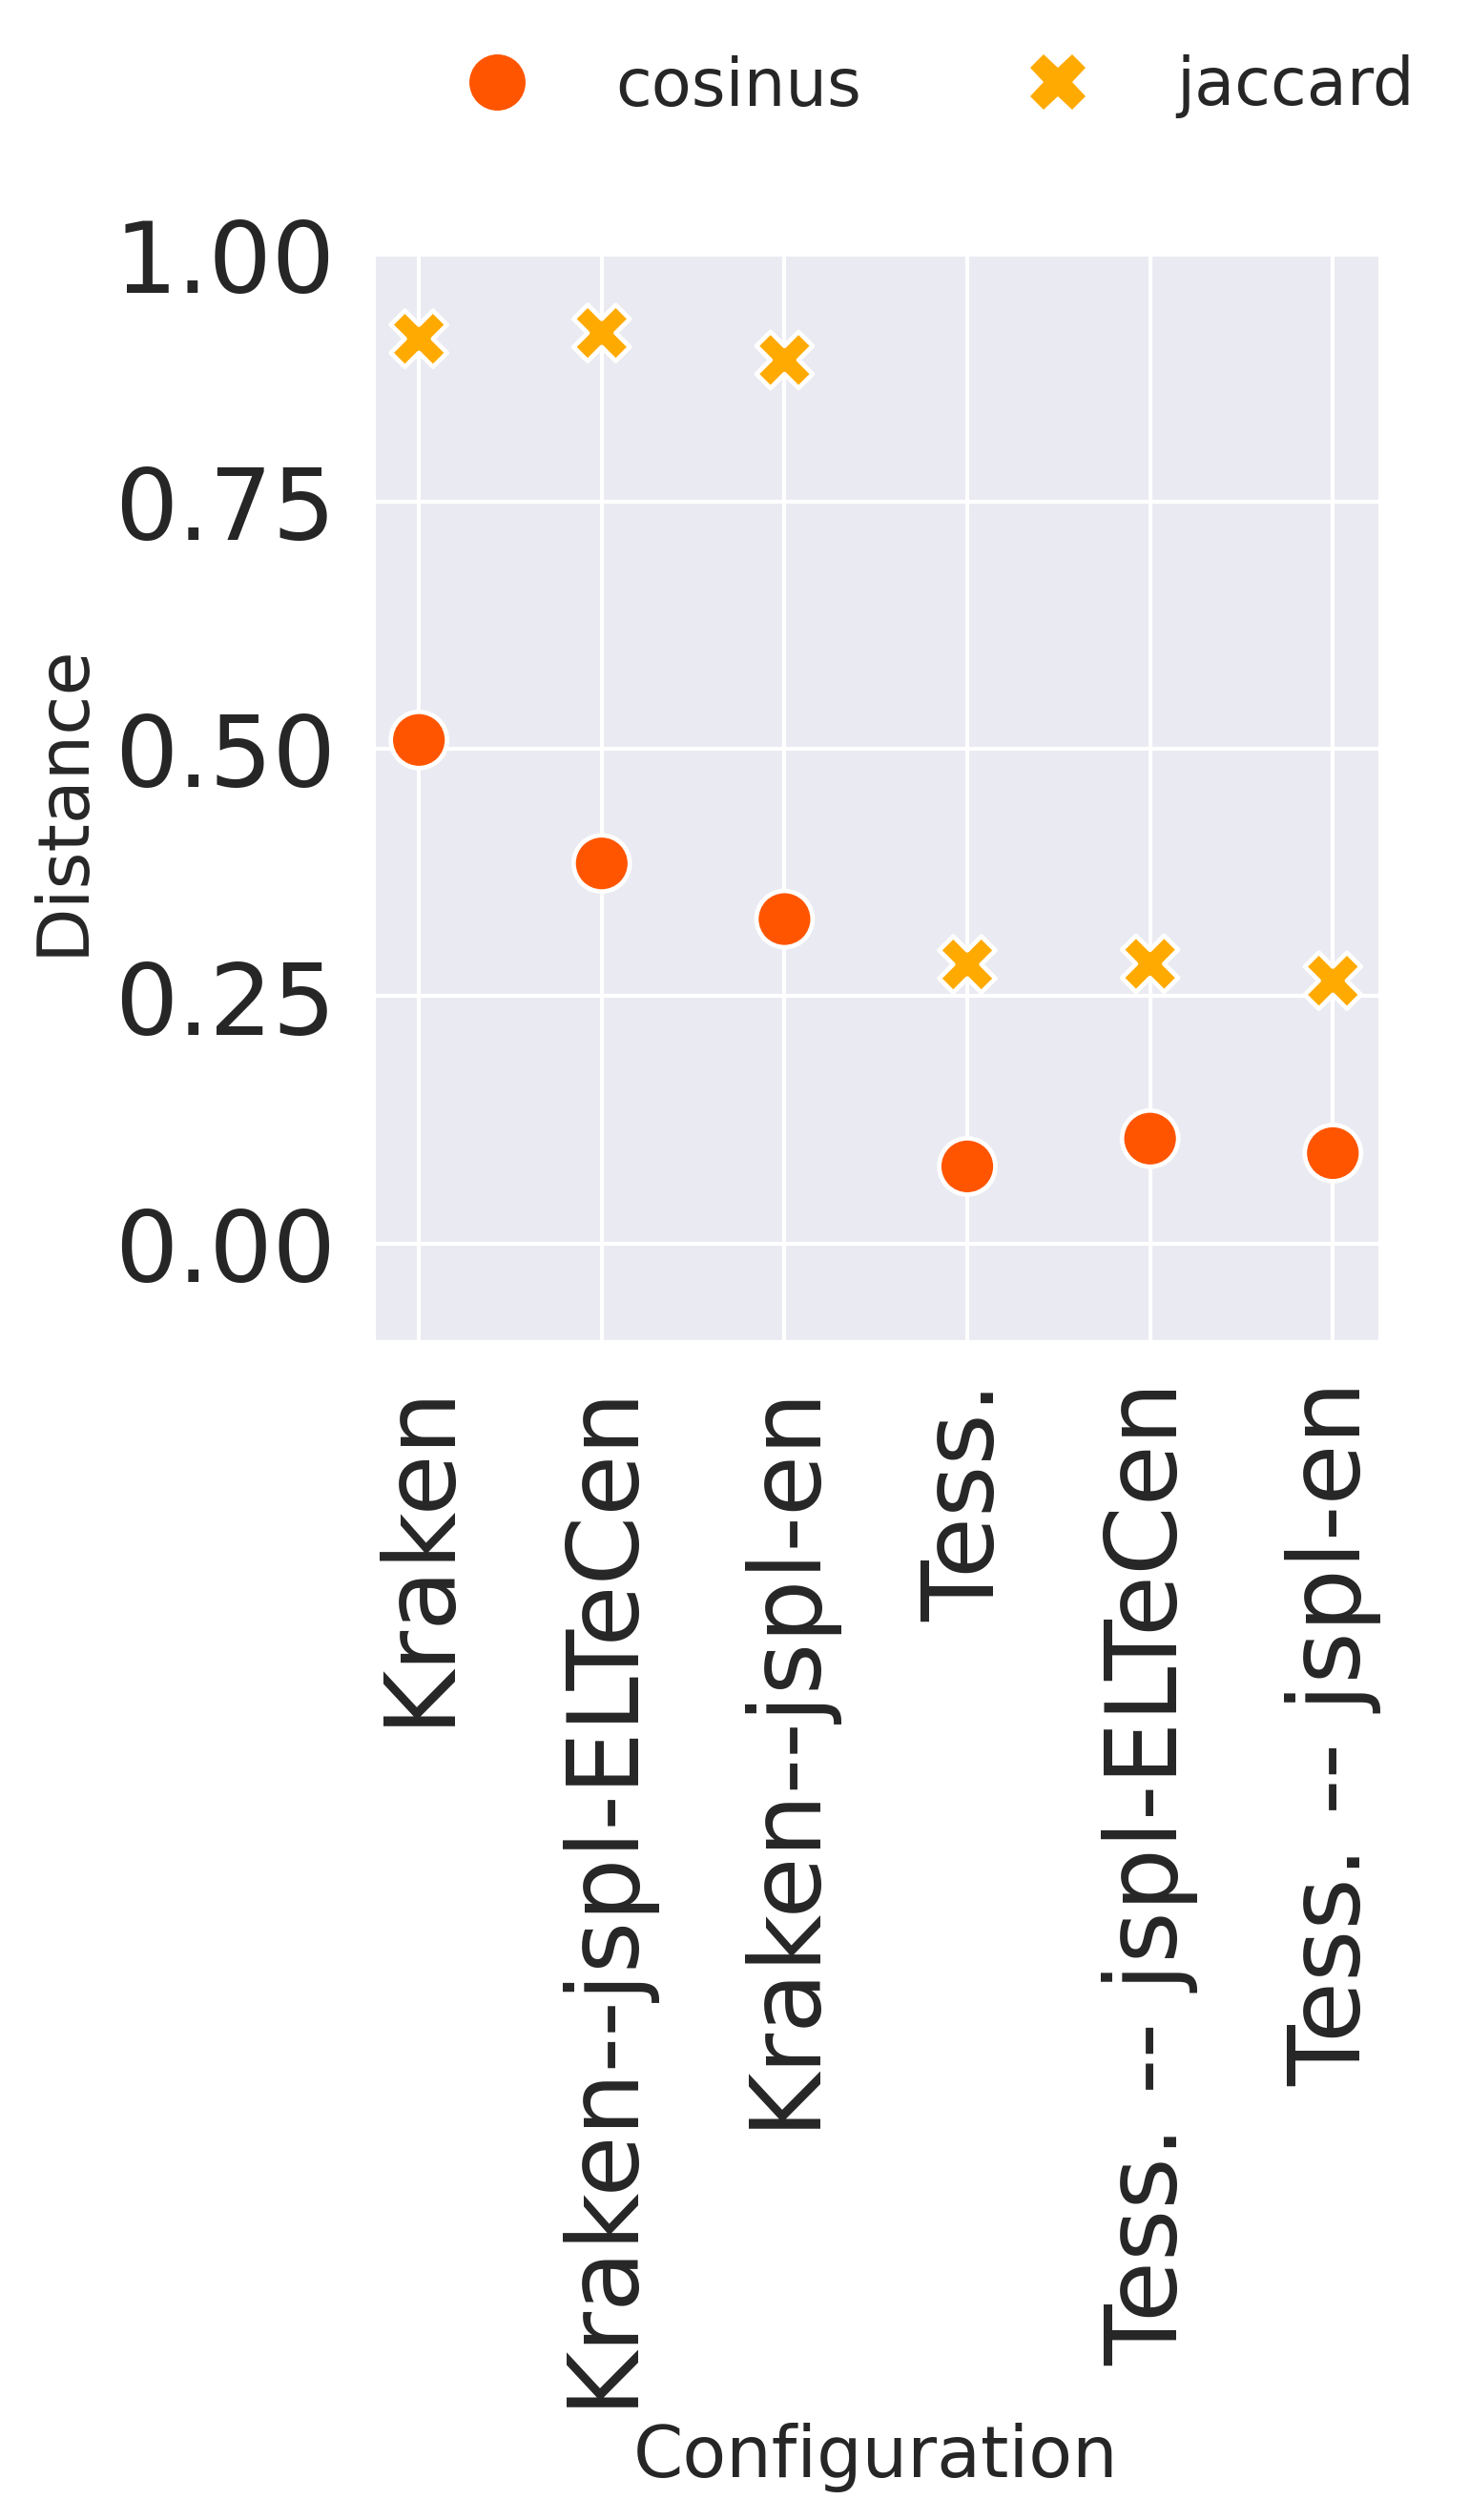 cosinus
jaccard
1.00
0.75
0.50
0.25
0.00
Distance
Kraken
Kraken--jspl-ELTeCen
Kraken--jspl-en
Tess.
Tess. -- jspl-ELTeCen
Tess. -- jspl-en
Configuration